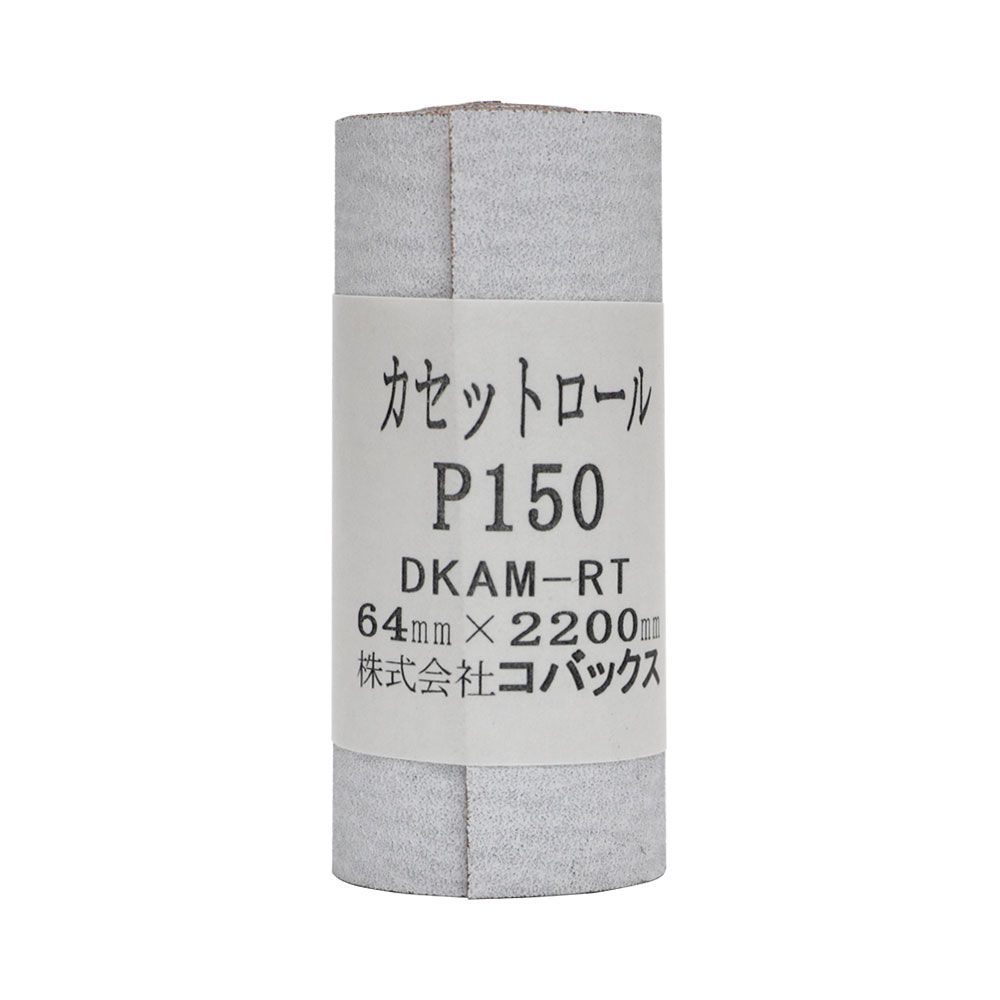 カセットロール
P150
DKAM-RT
64mm×2200mm
株式会社コバックス